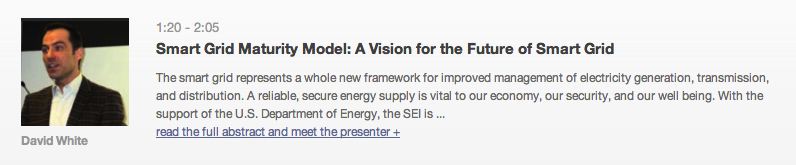 1:20 - 2:05
Smart Grid Maturity Model: A Vision for the Future of Smart Grid
The smart grid represents a whole new framework for improved management of electricity generation, transmission,
and distribution. A reliable, secure energy supply is vital to our economy, our security, and our well being. With the
support of the U.S. Department of Energy, the SEI is ...
read the full abstract and meet the presenter +
David White